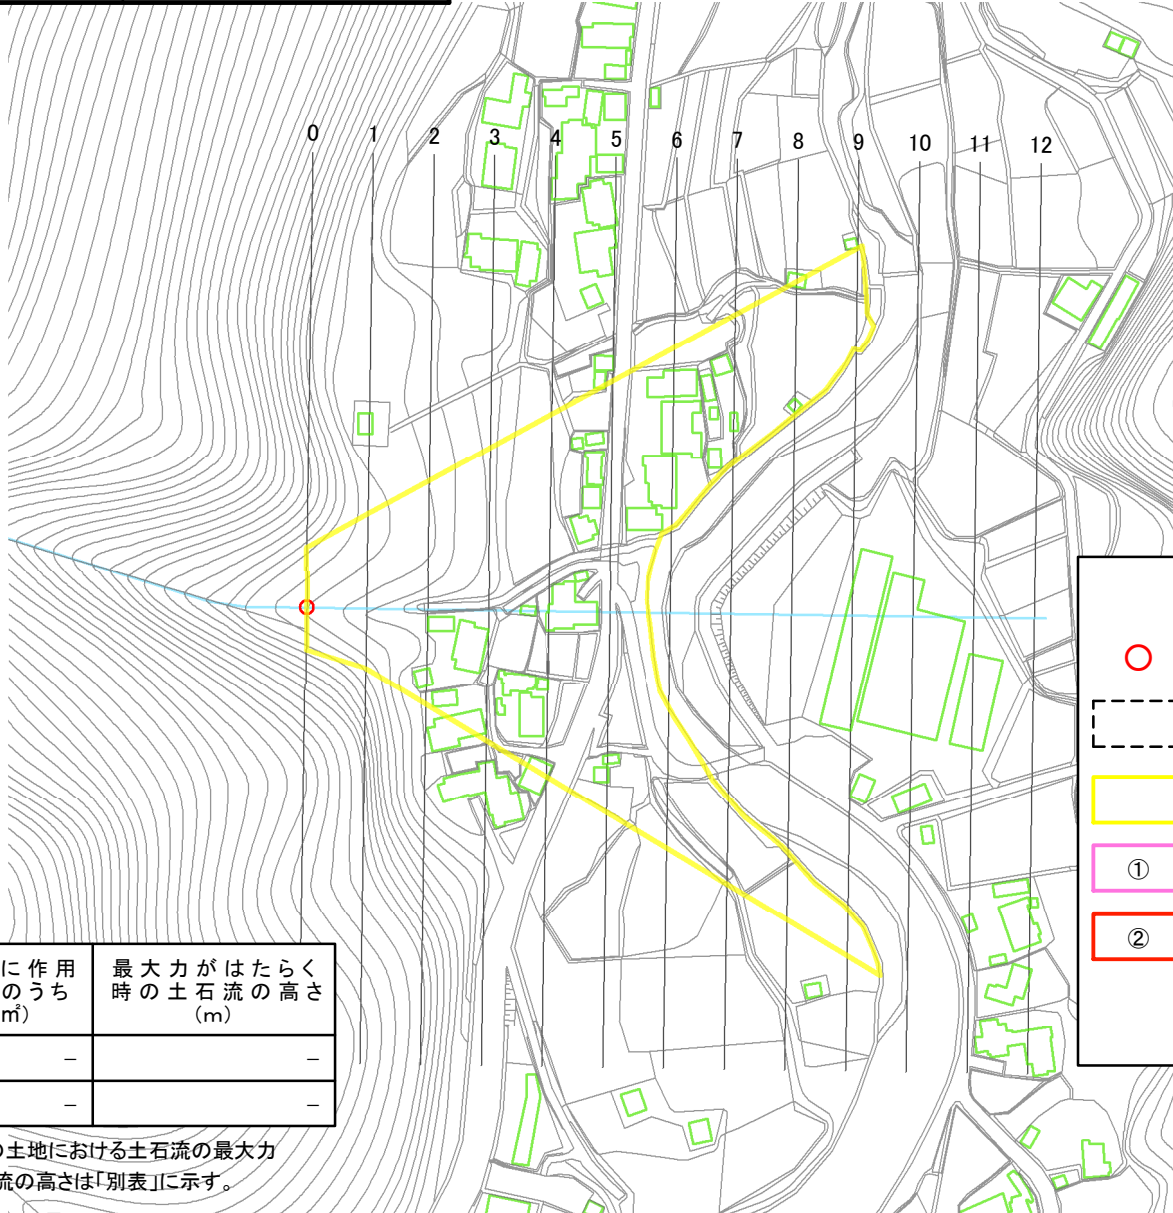 0 1 2 3 4 5 6 7 8 9 10 11 12
①
②
に作用 最大力がはたらく
のうち 時の土石流の高さ
㎡） （m）
－ －
－ －
の土地における土石流の最大力
流の高さは「別表」に示す。